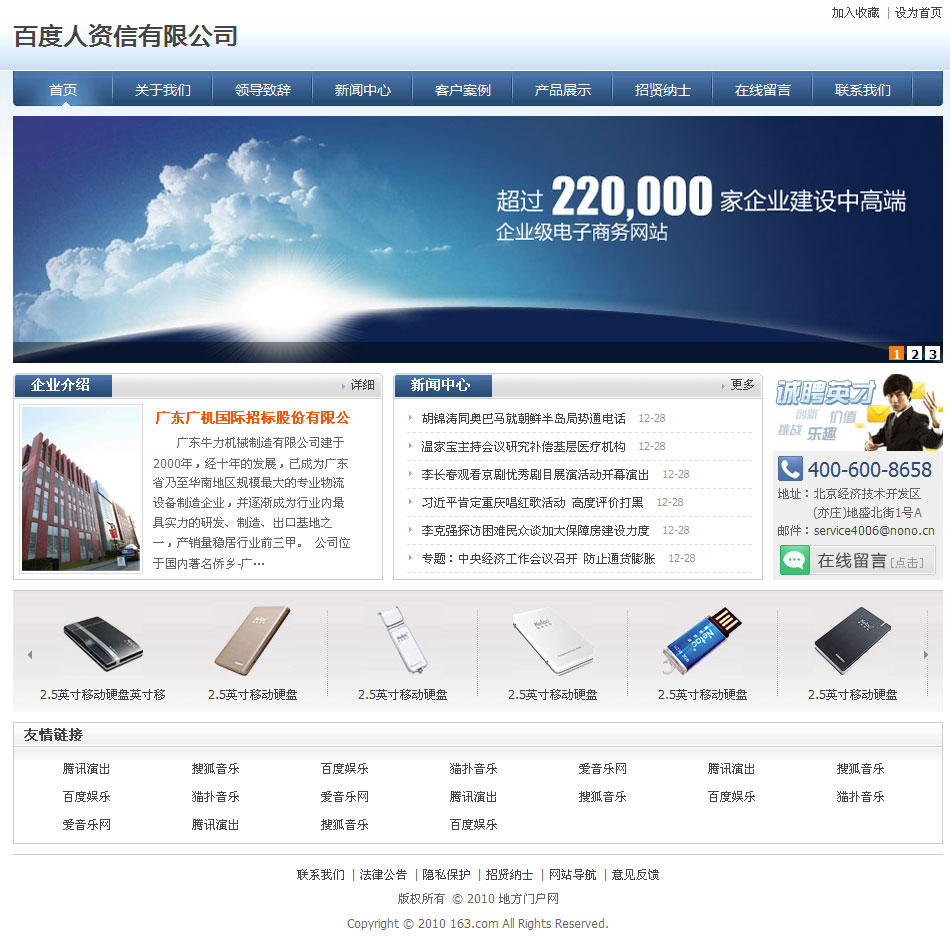 加入收藏 | 设为首页
百度人资信有限公司
首页 关于我们 领导致辞 新闻中心 客户案例 产品展示 招贤纳士 在线留言 联系我们
超过 220,000 家企业建设中高端
企业级电子商务网站
1 2 3
企业介绍 详细
广东广机国际招标股份有限公
广东牛力机械制造有限公司建于
2000年，经十年的发展，已成为广东
省乃至华南地区规模最大的专业物流
设备制造企业，并逐渐成为行业内最
具实力的研发、制造、出口基地之
一，产销量稳居行业前三甲。 公司位
于国内著名侨乡-广…
新闻中心 更多
胡锦涛同奥巴马就朝鲜半岛局势通电话 12-28
温家宝主持会议研究补偿基层医疗机构 12-28
李长春观看京剧优秀剧目展演活动开幕演出 12-28
习近平肯定重庆唱红歌活动 高度评价打黑 12-28
李克强探访困难民众谈加大保障房建设力度 12-28
专题：中央经济工作会议召开 防止通货膨胀 12-28
诚聘英才
创新 价值
挑战 乐趣
400-600-8658
地址：北京经济技术开发区
(亦庄)地盛北街1号A
邮件：service4006@nono.cn
在线留言 [点击]
2.5英寸移动硬盘英寸移 2.5英寸移动硬盘 2.5英寸移动硬盘 2.5英寸移动硬盘 2.5英寸移动硬盘 2.5英寸移动硬盘
友情链接
腾讯演出 搜狐音乐 百度娱乐 猫扑音乐 爱音乐网 腾讯演出 搜狐音乐
百度娱乐 猫扑音乐 爱音乐网 腾讯演出 搜狐音乐 百度娱乐 猫扑音乐
爱音乐网 腾讯演出 搜狐音乐 百度娱乐
联系我们 | 法律公告 | 隐私保护 | 招贤纳士 | 网站导航 | 意见反馈
版权所有 © 2010 地方门户网
Copyright © 2010 163.com All Rights Reserved.